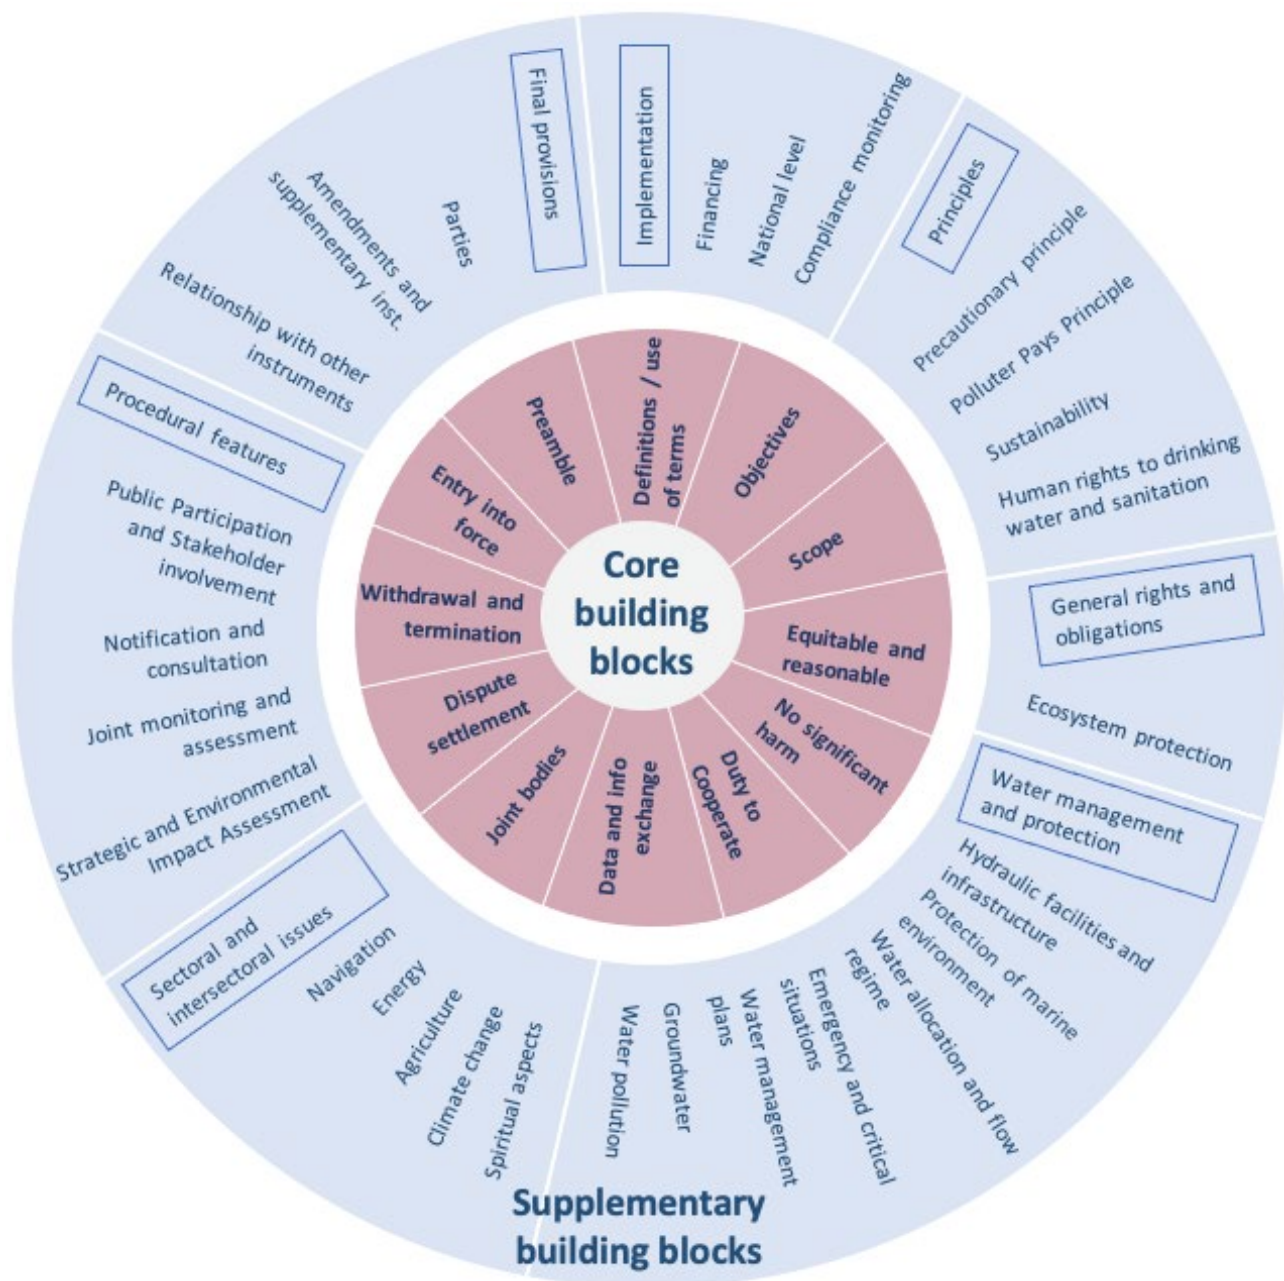 Core
building
blocks
Preamble
Definitions / use
of terms
Objectives
Scope
Equitable and
reasonable
No significant
harm
Duty to
Cooperate
Data and info
exchange
Joint bodies
Dispute
settlement
Withdrawal and
termination
Entry into
force
Implementation
Financing
National level
Compliance monitoring
Principles
Precautionary principle
Polluter Pays Principle
Sustainability
Human rights to drinking
water and sanitation
General rights and
obligations
Ecosystem protection
Water management
and protection
Hydraulic facilities and
infrastructure
Protection of marine
environment
Water allocation and flow
regime
Emergency and critical
situations
Water management
plans
Groundwater
Water pollution
Sectoral and
intersectoral issues
Navigation
Energy
Agriculture
Climate change
Spiritual aspects
Procedural features
Public Participation
and Stakeholder
involvement
Notification and
consultation
Joint monitoring and
assessment
Strategic and Environmental
Impact Assessment
Final provisions
Parties
Amendments and
supplementary inst.
Relationship with other
instruments
Supplementary
building blocks